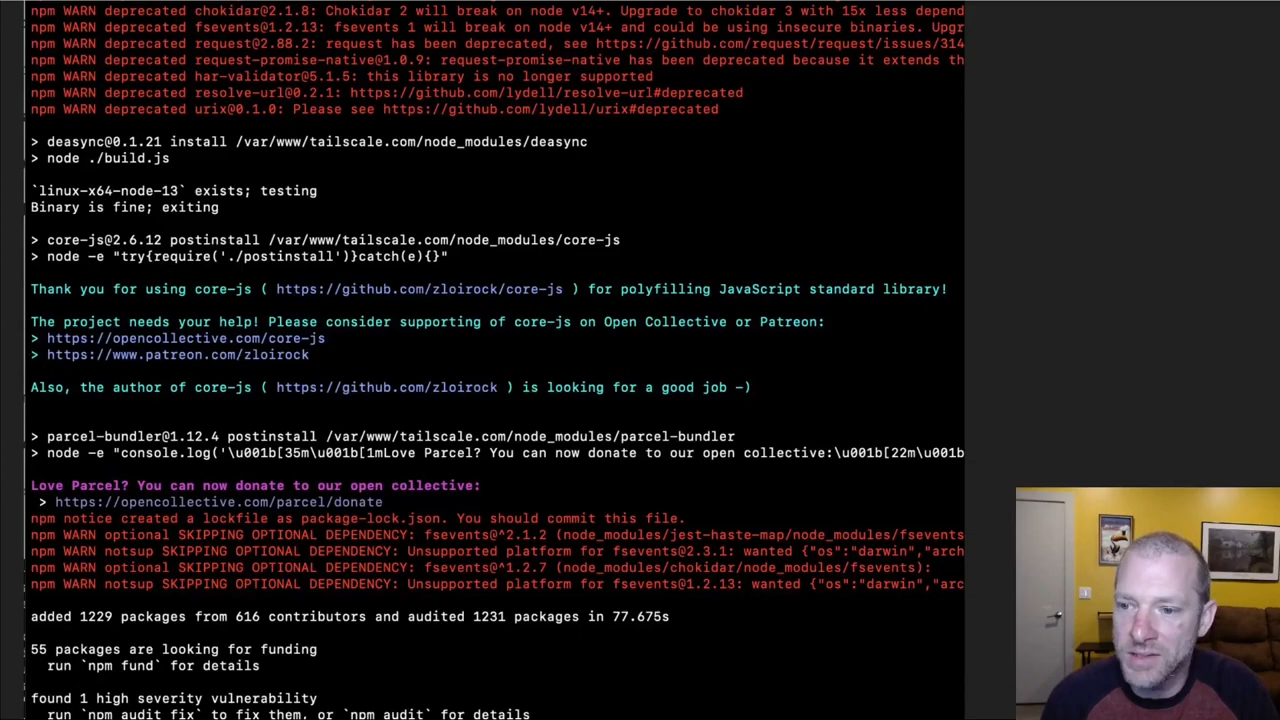 npm WARN deprecated chokidar@2.1.8: Chokidar 2 will break on node v14+. Upgrade to chokidar 3 with 15x less depend
npm WARN deprecated fsevents@1.2.13: fsevents 1 will break on node v14+ and could be using insecure binaries. Upgr
npm WARN deprecated request@2.88.2: request has been deprecated, see https://github.com/request/request/issues/314
npm WARN deprecated request-promise-native@1.0.9: request-promise-native has been deprecated because it extends th
npm WARN deprecated har-validator@5.1.5: this library is no longer supported
npm WARN deprecated resolve-url@0.2.1: https://github.com/lydell/resolve-url#deprecated
npm WARN deprecated urix@0.1.0: Please see https://github.com/lydell/urix#deprecated
> deasync@0.1.21 install /var/www/tailscale.com/node_modules/deasync
> node ./build.js
`linux-x64-node-13` exists; testing
Binary is fine; exiting
> core-js@2.6.12 postinstall /var/www/tailscale.com/node_modules/core-js
> node -e "try{require('./postinstall')}catch(e){}"
Thank you for using core-js ( https://github.com/zloirock/core-js ) for polyfilling JavaScript standard library!
The project needs your help! Please consider supporting of core-js on Open Collective or Patreon:
> https://opencollective.com/core-js
> https://www.patreon.com/zloirock
Also, the author of core-js ( https://github.com/zloirock ) is looking for a good job -)
> parcel-bundler@1.12.4 postinstall /var/www/tailscale.com/node_modules/parcel-bundler
> node -e "console.log('\u001b[35m\u001b[1mLove Parcel? You can now donate to our open collective:\u001b[22m\u001b
Love Parcel? You can now donate to our open collective:
> https://opencollective.com/parcel/donate
npm notice created a lockfile as package-lock.json. You should commit this file.
npm WARN optional SKIPPING OPTIONAL DEPENDENCY: fsevents@^2.1.2 (node_modules/jest-haste-map/node_modules/fsevents
npm WARN notsup SKIPPING OPTIONAL DEPENDENCY: Unsupported platform for fsevents@2.3.1: wanted {"os":"darwin","arch
npm WARN optional SKIPPING OPTIONAL DEPENDENCY: fsevents@^1.2.7 (node_modules/chokidar/node_modules/fsevents):
npm WARN notsup SKIPPING OPTIONAL DEPENDENCY: Unsupported platform for fsevents@1.2.13: wanted {"os":"darwin","arc
added 1229 packages from 616 contributors and audited 1231 packages in 77.675s
55 packages are looking for funding
run `npm fund` for details
found 1 high severity vulnerability
run `npm audit fix` to fix them, or `npm audit` for details